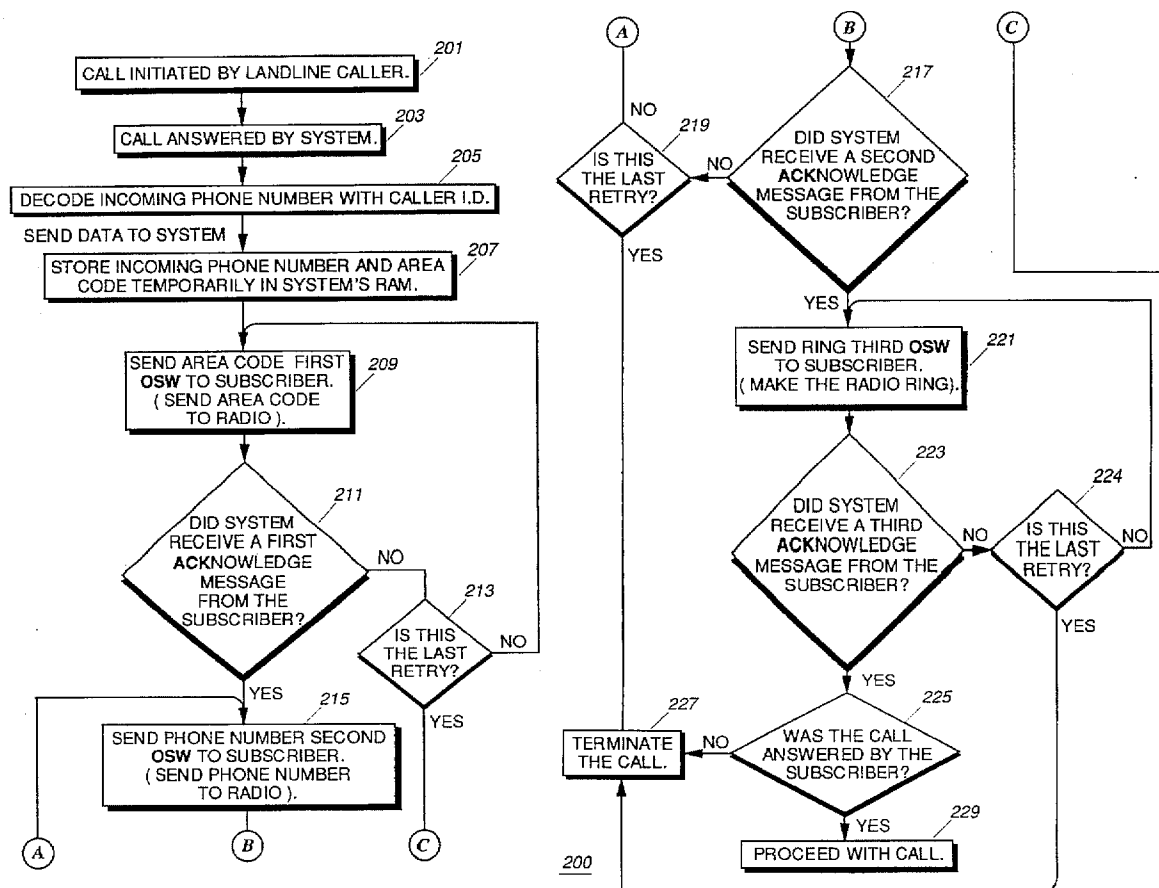 201
CALL INITIATED BY LANDLINE CALLER.
203
CALL ANSWERED BY SYSTEM.
205
DECODE INCOMING PHONE NUMBER WITH CALLER I.D.
SEND DATA TO SYSTEM
207
STORE INCOMING PHONE NUMBER AND AREA
CODE TEMPORARILY IN SYSTEM'S RAM.
SEND AREA CODE FIRST
OSW TO SUBSCRIBER.
( SEND AREA CODE
TO RADIO ).
209
211
DID SYSTEM
RECEIVE A FIRST
ACKNOWLEDGE
MESSAGE
FROM THE
SUBSCRIBER?
NO
213
IS THIS
THE LAST
RETRY?
NO
YES
YES
215
SEND PHONE NUMBER SECOND
OSW TO SUBSCRIBER.
( SEND PHONE NUMBER
TO RADIO ).
A
B
C
A
B
C
217
DID SYSTEM
RECEIVE A SECOND
ACKNOWLEDGE
MESSAGE FROM THE
SUBSCRIBER?
NO
219
IS THIS
THE LAST
RETRY?
NO
YES
YES
SEND RING THIRD OSW
TO SUBSCRIBER.
( MAKE THE RADIO RING).
221
223
DID SYSTEM
RECEIVE A THIRD
ACKNOWLEDGE
MESSAGE FROM THE
SUBSCRIBER?
NO
224
IS THIS
THE LAST
RETRY?
NO
YES
YES
225
WAS THE CALL
ANSWERED BY THE
SUBSCRIBER?
NO
227
TERMINATE
THE CALL.
YES
229
PROCEED WITH CALL.
200